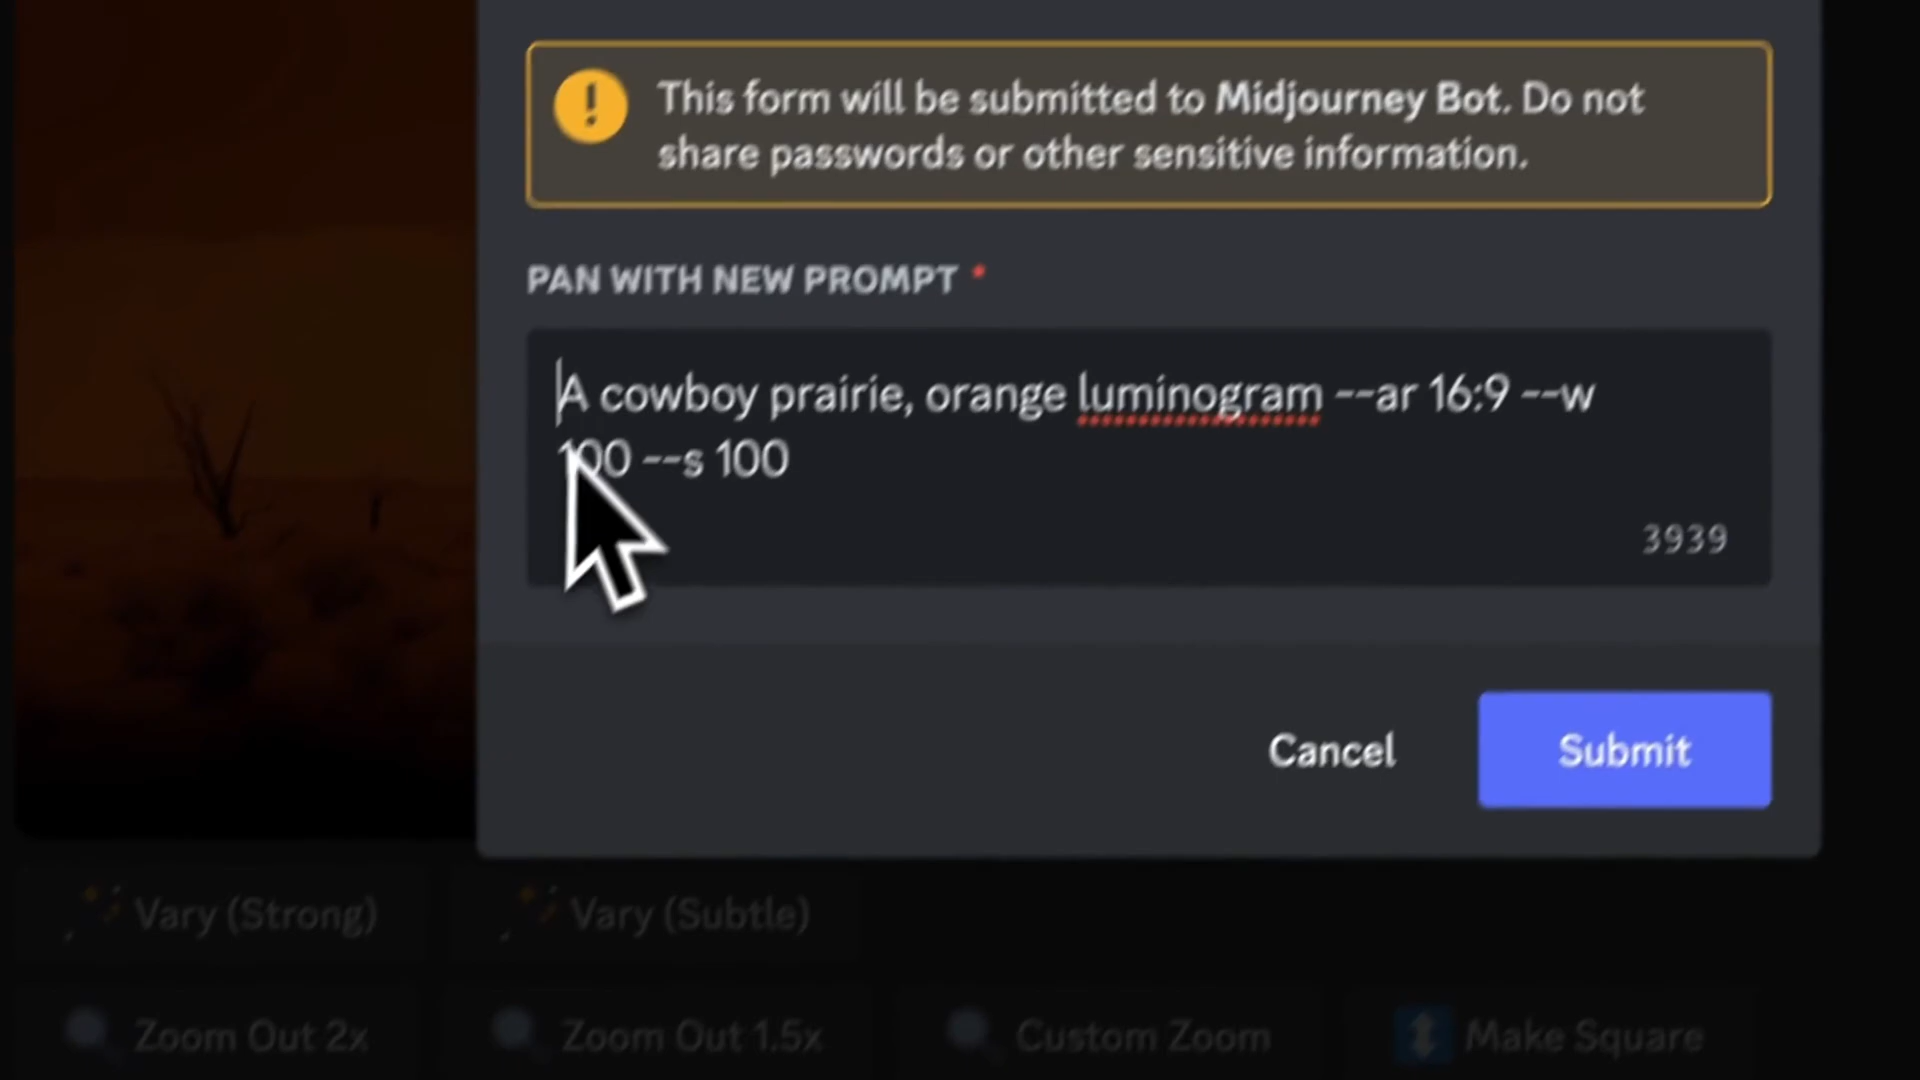 This form will be submitted to Midjourney Bot. Do not
share passwords or other sensitive information.
PAN WITH NEW PROMPT *
A cowboy prairie, orange luminogram --ar 16:9 --w
100 --s 100
3939
Cancel
Submit
Vary (Strong)
Vary (Subtle)
Zoom Out 2x
Zoom Out 1.5x
Custom Zoom
Make Square